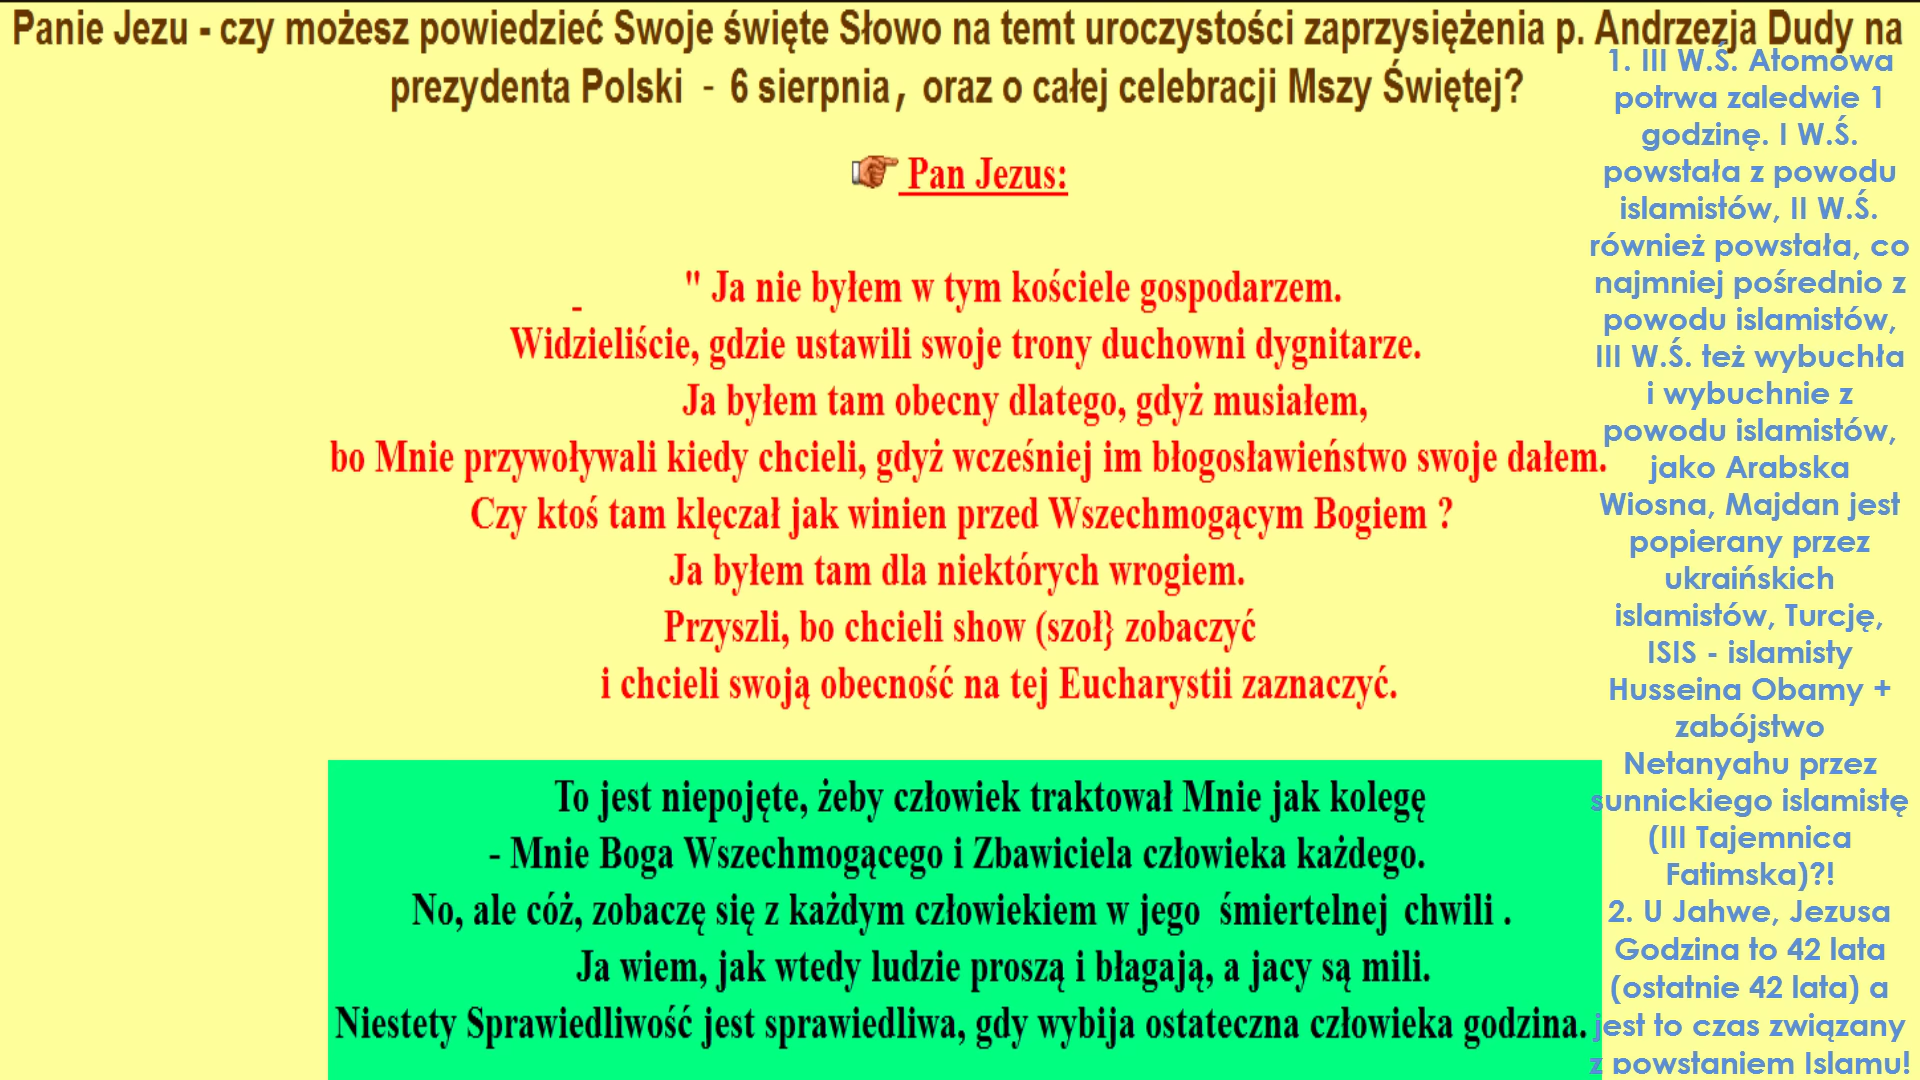 Panie Jezu - czy możesz powiedzieć Swoje święte Słowo na temt uroczystości zaprzysiężenia p. Andrzezja Dudy na
prezydenta Polski - 6 sierpnia, oraz o całej celebracji Mszy Świętej?
Pan Jezus:
" Ja nie byłem w tym kościele gospodarzem.
Widzieliście, gdzie ustawili swoje trony duchowni dygnitarze.
Ja byłem tam obecny dlatego, gdyż musiałem,
bo Mnie przywoływali kiedy chcieli, gdyż wcześniej im błogosławieństwo swoje dałem.
Czy ktoś tam klęczał jak winien przed Wszechmogącym Bogiem ?
Ja byłem tam dla niektórych wrogiem.
Przyszli, bo chcieli show (szoł} zobaczyć
i chcieli swoją obecność na tej Eucharystii zaznaczyć.
To jest niepojęte, żeby człowiek traktował Mnie jak kolegę
- Mnie Boga Wszechmogącego i Zbawiciela człowieka każdego.
No, ale cóż, zobaczę się z każdym człowiekiem w jego śmiertelnej chwili .
Ja wiem, jak wtedy ludzie proszą i błagają, a jacy są mili.
Niestety Sprawiedliwość jest sprawiedliwa, gdy wybija ostateczna człowieka godzina.
1. III W.Ś. Atomowa
potrwa zaledwie 1
godzinę. I W.Ś.
powstała z powodu
islamistów, II W.Ś.
również powstała, co
najmniej pośrednio z
powodu islamistów,
III W.Ś. też wybuchła
i wybuchnie z
powodu islamistów,
jako Arabska
Wiosna, Majdan jest
popierany przez
ukraińskich
islamistów, Turcję,
ISIS - islamisty
Husseina Obamy +
zabójstwo
Netanyahu przez
sunnickiego islamistę
(III Tajemnica
Fatimska)?!
2. U Jahwe, Jezusa
Godzina to 42 lata
(ostatnie 42 lata) a
jest to czas związany
z powstaniem Islamu!